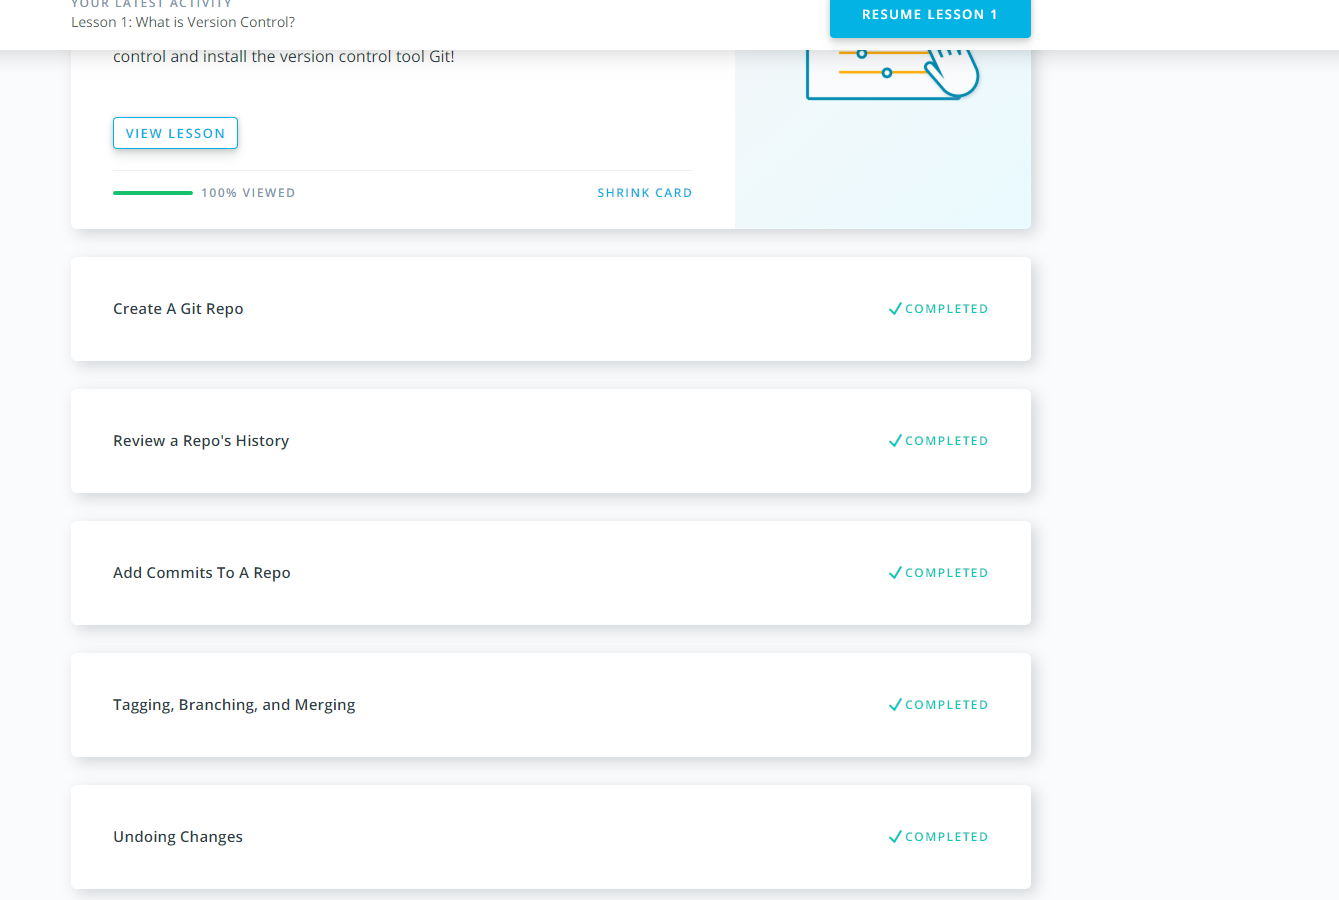 YOUR LATEST ACTIVITY
Lesson 1: What is Version Control?
RESUME LESSON 1
control and install the version control tool Git!
VIEW LESSON
100% VIEWED
SHRINK CARD
Create A Git Repo
COMPLETED
Review a Repo's History
COMPLETED
Add Commits To A Repo
COMPLETED
Tagging, Branching, and Merging
COMPLETED
Undoing Changes
COMPLETED